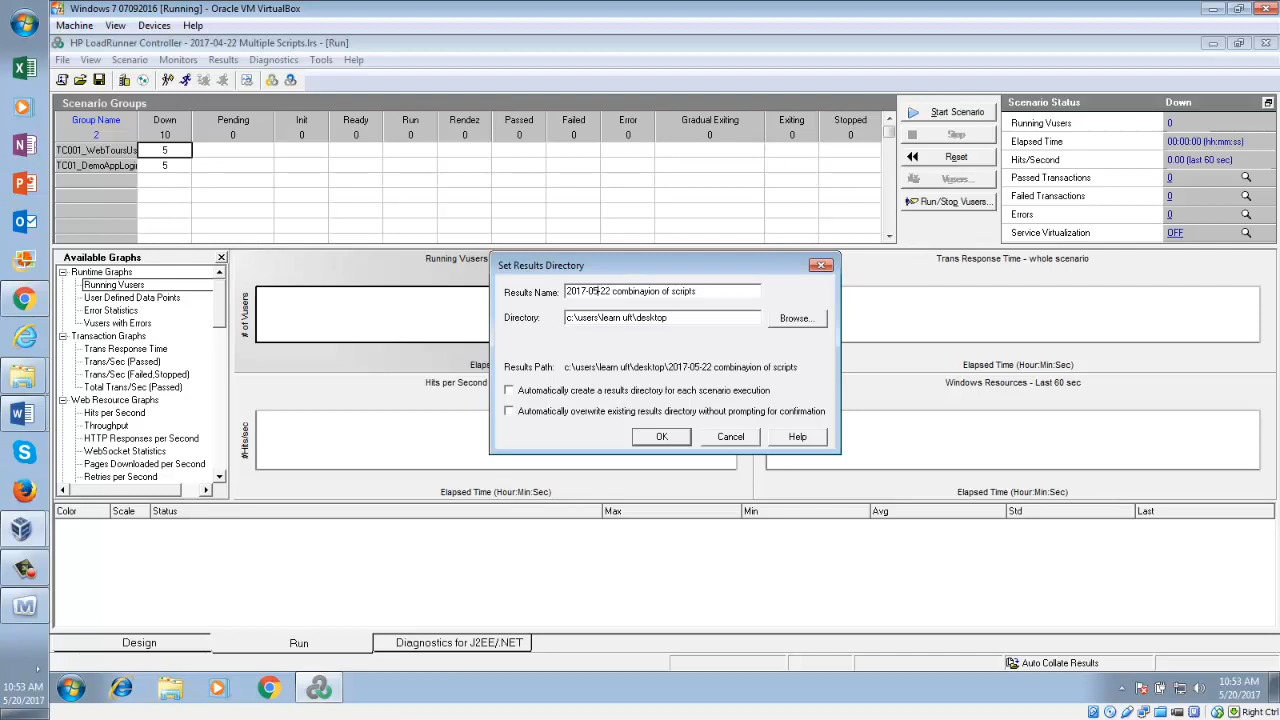 Windows 7 07092016 [Running] - Oracle VM VirtualBox
Machine View Devices Help
HP LoadRunner Controller - 2017-04-22 Multiple Scripts.lrs - [Run]
File View Scenario Monitors Results Diagnostics Tools Help
Scenario Groups
Group Name Down Pending Init Ready Run Rendez Passed Failed Error Gradual Exiting Exiting Stopped
2 10 0 0 0 0 0 0 0 0 0 0 0
TC001_WebToursUs 5
TC01_DemoAppLogin 5
Start Scenario
Stop
Reset
Vusers...
Run/Stop Vusers...
Scenario Status Down
Running Vusers 0
Elapsed Time 00:00:00 (hh:mm:ss)
Hits/Second 0.00 (last 60 sec)
Passed Transactions 0
Failed Transactions 0
Errors 0
Service Virtualization OFF
Available Graphs
Runtime Graphs
Running Vusers
User Defined Data Points
Error Statistics
Vusers with Errors
Transaction Graphs
Trans Response Time
Trans/Sec (Passed)
Trans/Sec (Failed,Stopped)
Total Trans/Sec (Passed)
Web Resource Graphs
Hits per Second
Throughput
HTTP Responses per Second
WebSocket Statistics
Pages Downloaded per Second
Retries per Second
Running Vusers
# of Vusers
Elaps
Trans Response Time - whole scenario
Elapsed Time (Hour:Min:Sec)
Hits per Second
#Hits/sec
Elapsed Time (Hour:Min:Sec)
Windows Resources - Last 60 sec
Elapsed Time (Hour:Min:Sec)
Set Results Directory
Results Name: 2017-05-22 combinayion of scripts
Directory: c:\users\learn uft\desktop Browse...
Results Path: c:\users\learn uft\desktop\2017-05-22 combinayion of scripts
Automatically create a results directory for each scenario execution
Automatically overwrite existing results directory without prompting for confirmation
OK Cancel Help
Color Scale Status Max Min Avg Std Last
Design Run Diagnostics for J2EE/.NET
Auto Collate Results
10:53 AM
5/20/2017
10:53 AM
5/20/2017
Right Ctrl